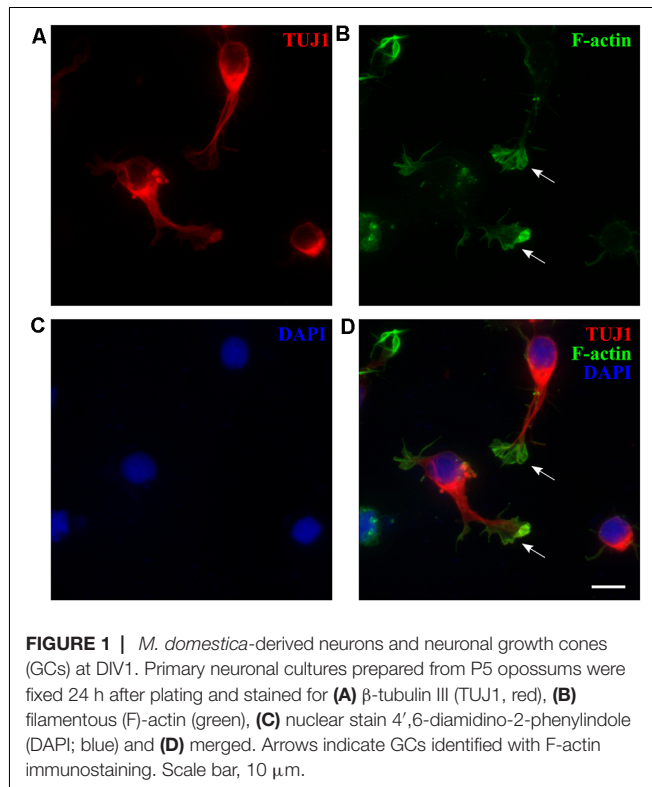 A
TUJ1
B
F-actin
C
DAPI
D
TUJ1
F-actin
DAPI
FIGURE 1 | M. domestica-derived neurons and neuronal growth cones
(GCs) at DIV1. Primary neuronal cultures prepared from P5 opossums were
fixed 24 h after plating and stained for (A) β-tubulin III (TUJ1, red), (B)
filamentous (F)-actin (green), (C) nuclear stain 4′,6-diamidino-2-phenylindole
(DAPI; blue) and (D) merged. Arrows indicate GCs identified with F-actin
immunostaining. Scale bar, 10 μm.